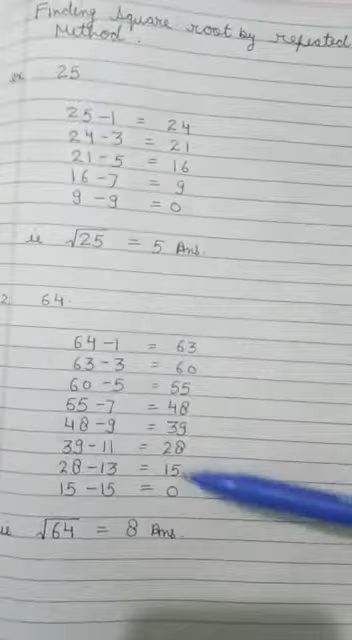 Finding square root by repeated
Method.
ex 25
25-1 = 24
24-3 = 21
21-5 = 16
16-7 = 9
9-9 = 0
ie √25 = 5 Ans.
2. 64
64-1 = 63
63-3 = 60
60-5 = 55
55-7 = 48
48-9 = 39
39-11 = 28
28-13 = 15
15-15 = 0
ie √64 = 8 Ans.